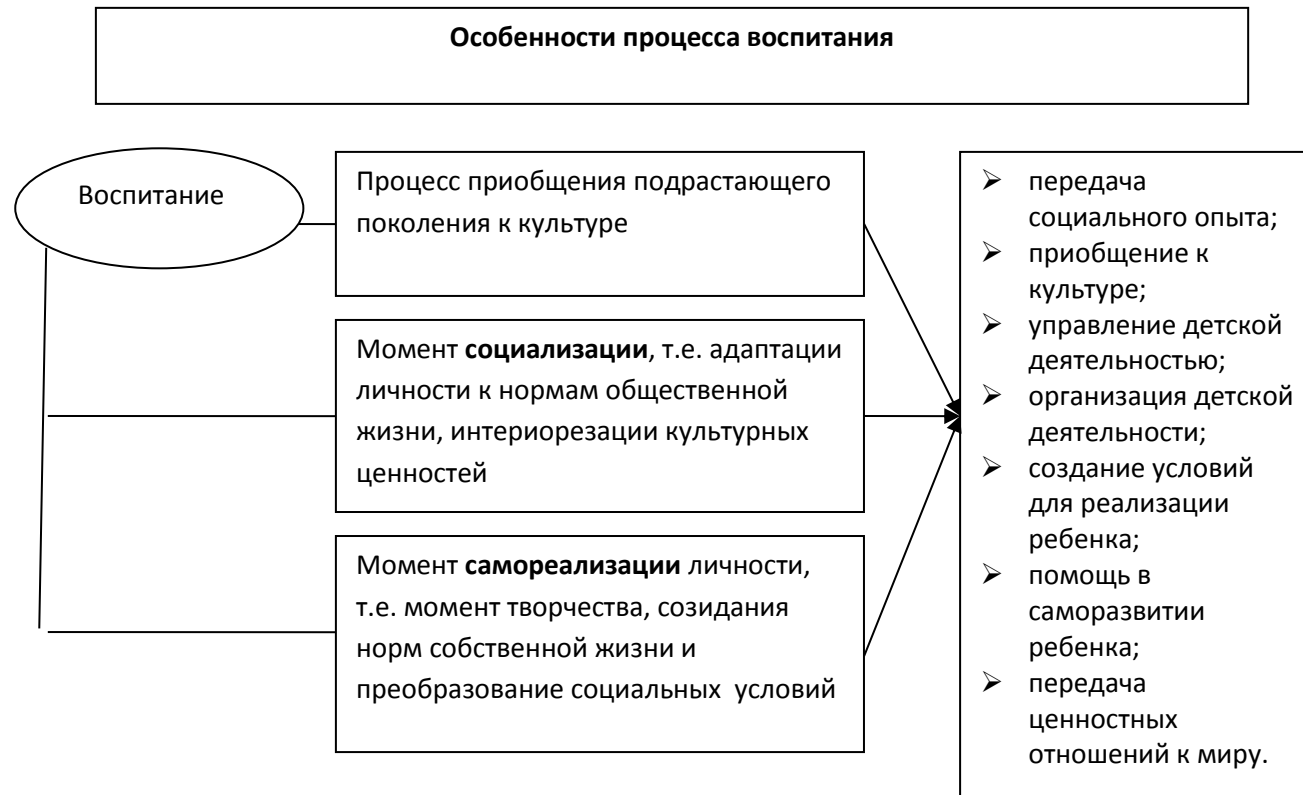 Особенности процесса воспитания
Воспитание
Процесс приобщения подрастающего
поколения к культуре
Момент социализации, т.е. адаптации
личности к нормам общественной
жизни, интериорезации культурных
ценностей
Момент самореализации личности,
т.е. момент творчества, созидания
норм собственной жизни и
преобразование социальных условий
➢ передача
социального опыта;
➢ приобщение к
культуре;
➢ управление детской
деятельностью;
➢ организация детской
деятельности;
➢ создание условий
для реализации
ребенка;
➢ помощь в
саморазвитии
ребенка;
➢ передача
ценностных
отношений к миру.